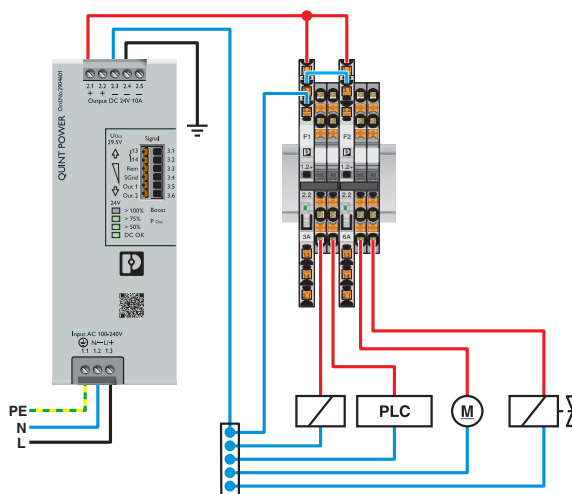 2.1 2.2 2.3 2.4 2.5
+ + – – –
Output DC 24V 10A
Ord.No.2904601
QUINT POWER
UOut
29.5V
24V
Signal
13 3.1
14 3.2
Rem 3.3
SGnd 3.4
Out 1 3.5
Out 2 3.6
> 100%
> 75%
> 50%
DC OK
Boost
P Out
Input AC 100-240V
N/– L/+
1.1 1.2 1.3
PE
N
L
F1 F2
1.2+ 1.2+
2.2 2.2
3A 6A
PLC
M